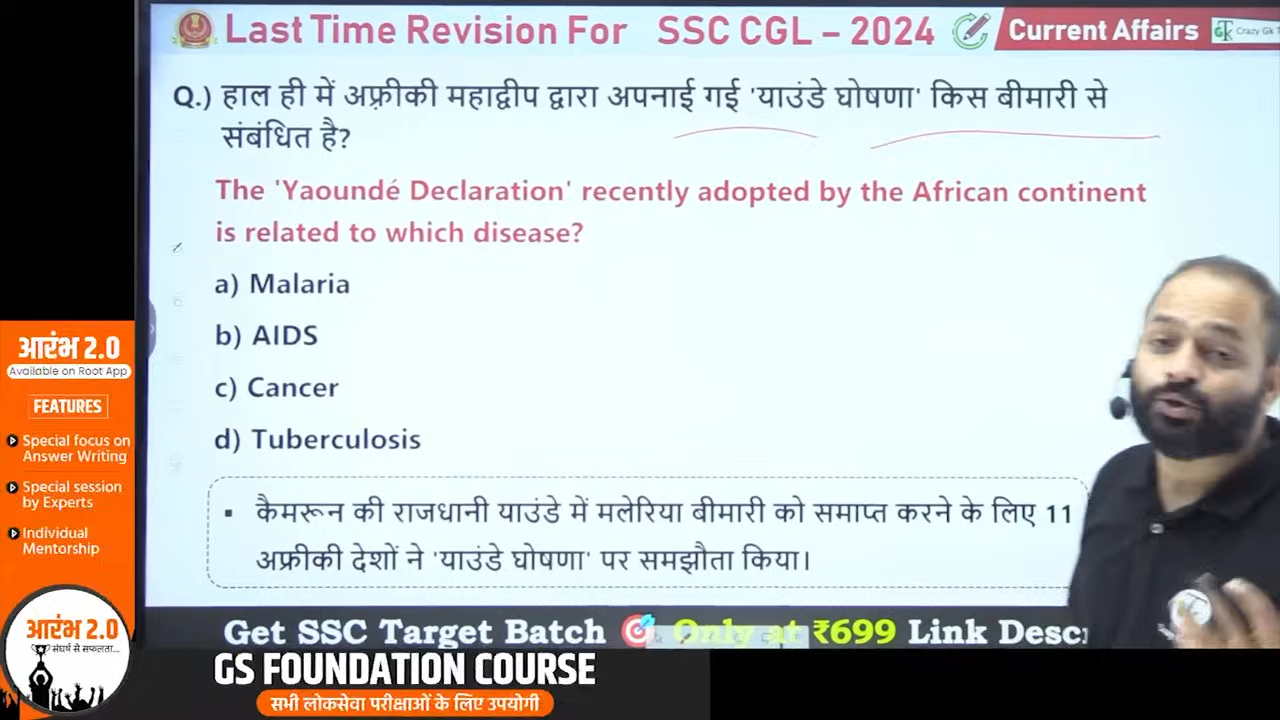 Last Time Revision For SSC CGL – 2024
Current Affairs
Crazy Gk
Q.) हाल ही में अफ़्रीकी महाद्वीप द्वारा अपनाई गई 'याउंडे घोषणा' किस बीमारी से
संबंधित है?
The 'Yaoundé Declaration' recently adopted by the African continent
is related to which disease?
a) Malaria
b) AIDS
c) Cancer
d) Tuberculosis
▪ कैमरून की राजधानी याउंडे में मलेरिया बीमारी को समाप्त करने के लिए 11
अफ्रीकी देशों ने 'याउंडे घोषणा' पर समझौता किया।
आरंभ 2.0
Available on Root App
FEATURES
Special focus on
Answer Writing
Special session
by Experts
Individual
Mentorship
आरंभ 2.0
संघर्ष से सफलता...
Get SSC Target Batch Only at ₹699 Link Desc
GS FOUNDATION COURSE
सभी लोकसेवा परीक्षाओं के लिए उपयोगी